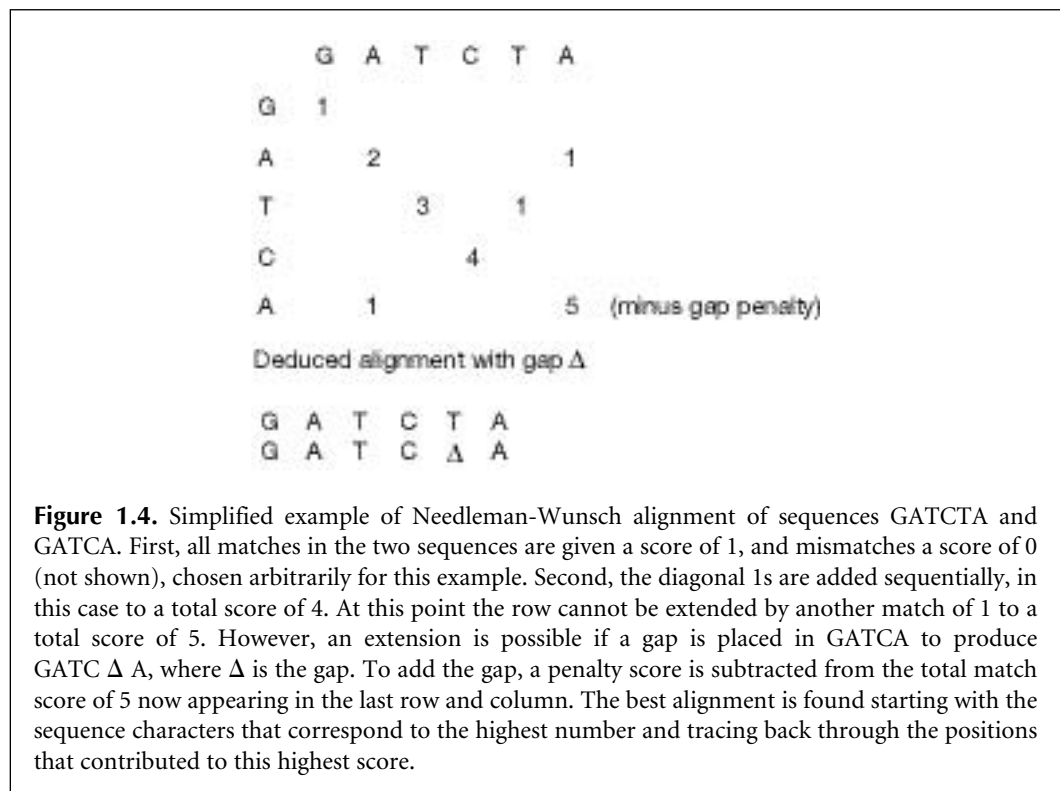 G A T C T A
G 1
A 2 1
T 3 1
C 4
A 1 5 (minus gap penalty)
Deduced alignment with gap Δ
G A T C T A
G A T C Δ A
Figure 1.4. Simplified example of Needleman-Wunsch alignment of sequences GATCTA and
GATCA. First, all matches in the two sequences are given a score of 1, and mismatches a score of 0
(not shown), chosen arbitrarily for this example. Second, the diagonal 1s are added sequentially, in
this case to a total score of 4. At this point the row cannot be extended by another match of 1 to a
total score of 5. However, an extension is possible if a gap is placed in GATCA to produce
GATC Δ A, where Δ is the gap. To add the gap, a penalty score is subtracted from the total match
score of 5 now appearing in the last row and column. The best alignment is found starting with the
sequence characters that correspond to the highest number and tracing back through the positions
that contributed to this highest score.